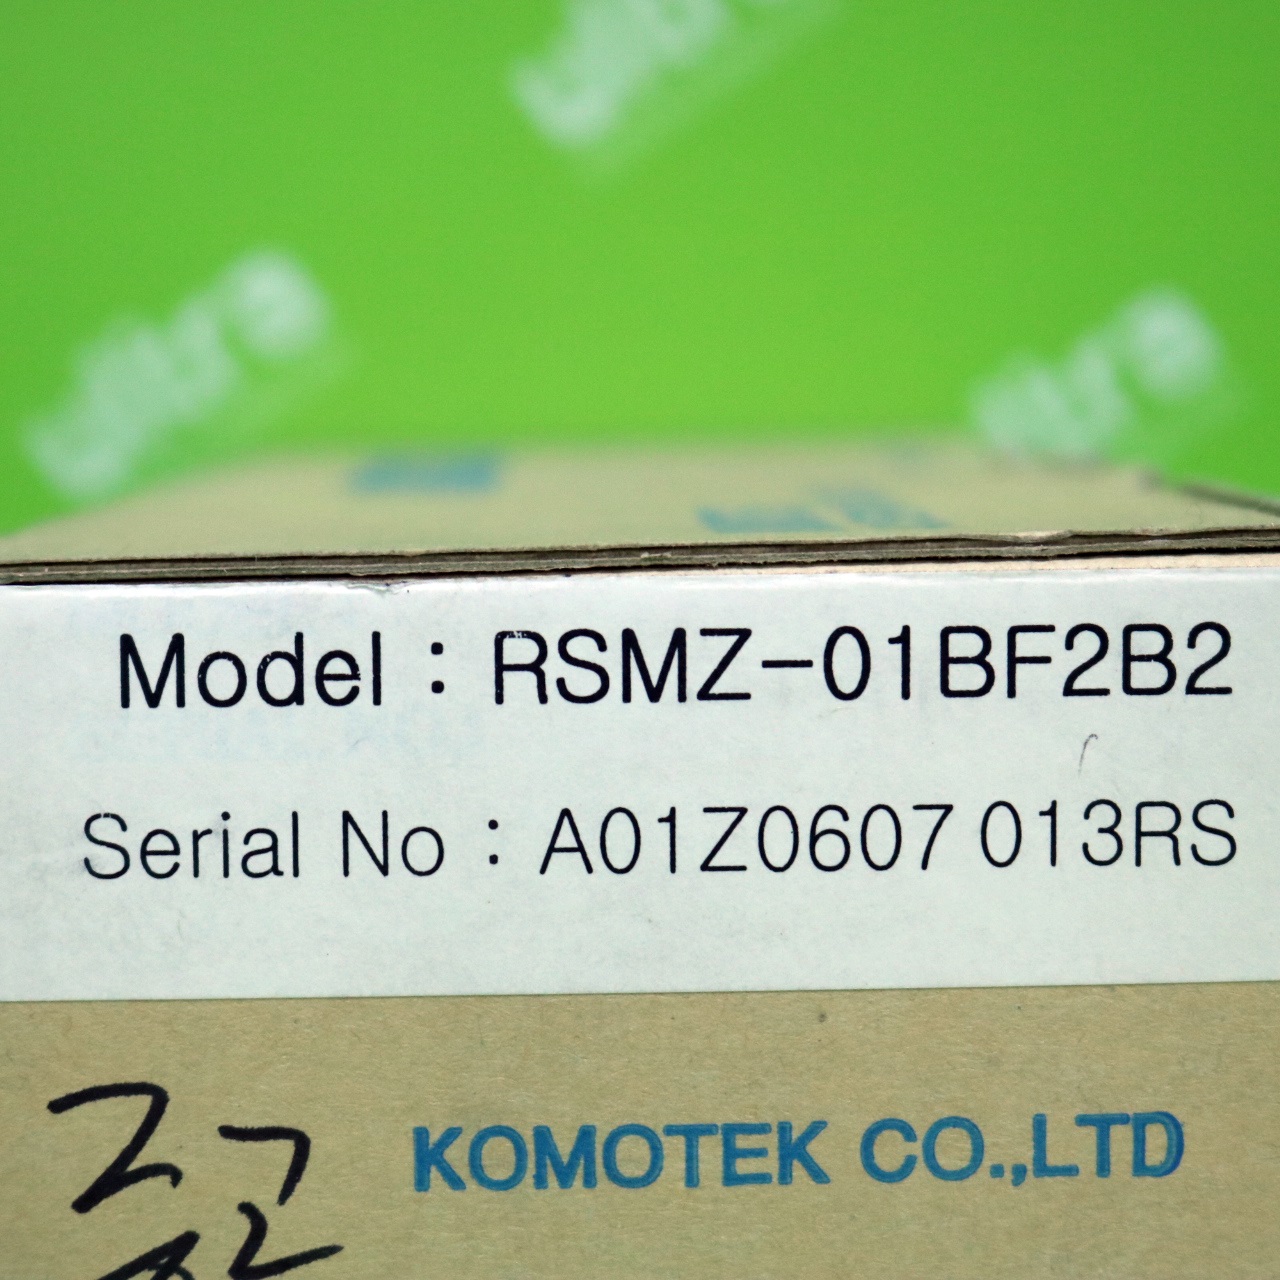 Model : RSMZ-01BF2B2
Serial No : A01Z0607 013RS
KOMOTEK CO.,LTD